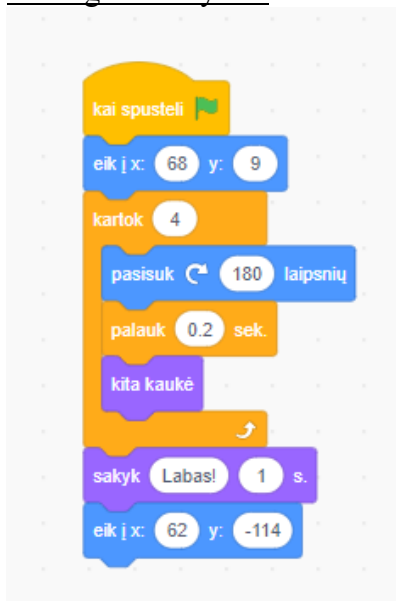 kai spusteli
eik į x: 68 y: 9
kartok 4
pasisuk 180 laipsnių
palauk 0.2 sek.
kita kaukė
sakyk Labas! 1 s.
eik į x: 62 y: -114